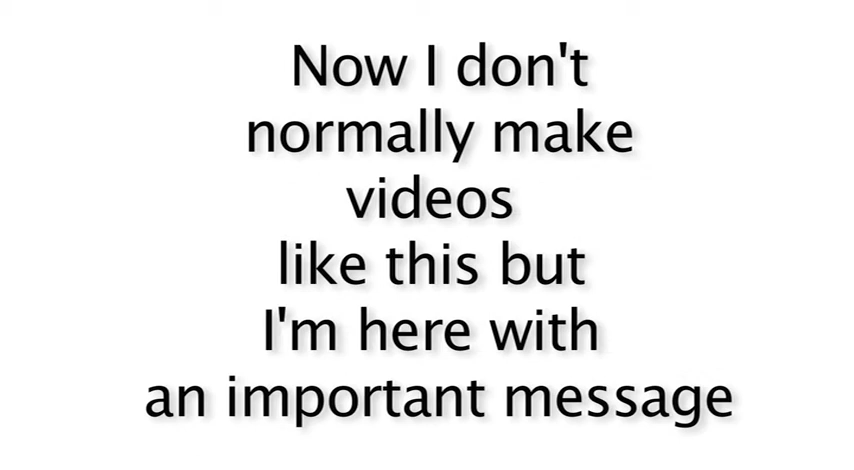 Now I don't
normally make
videos
like this but
I'm here with
an important message